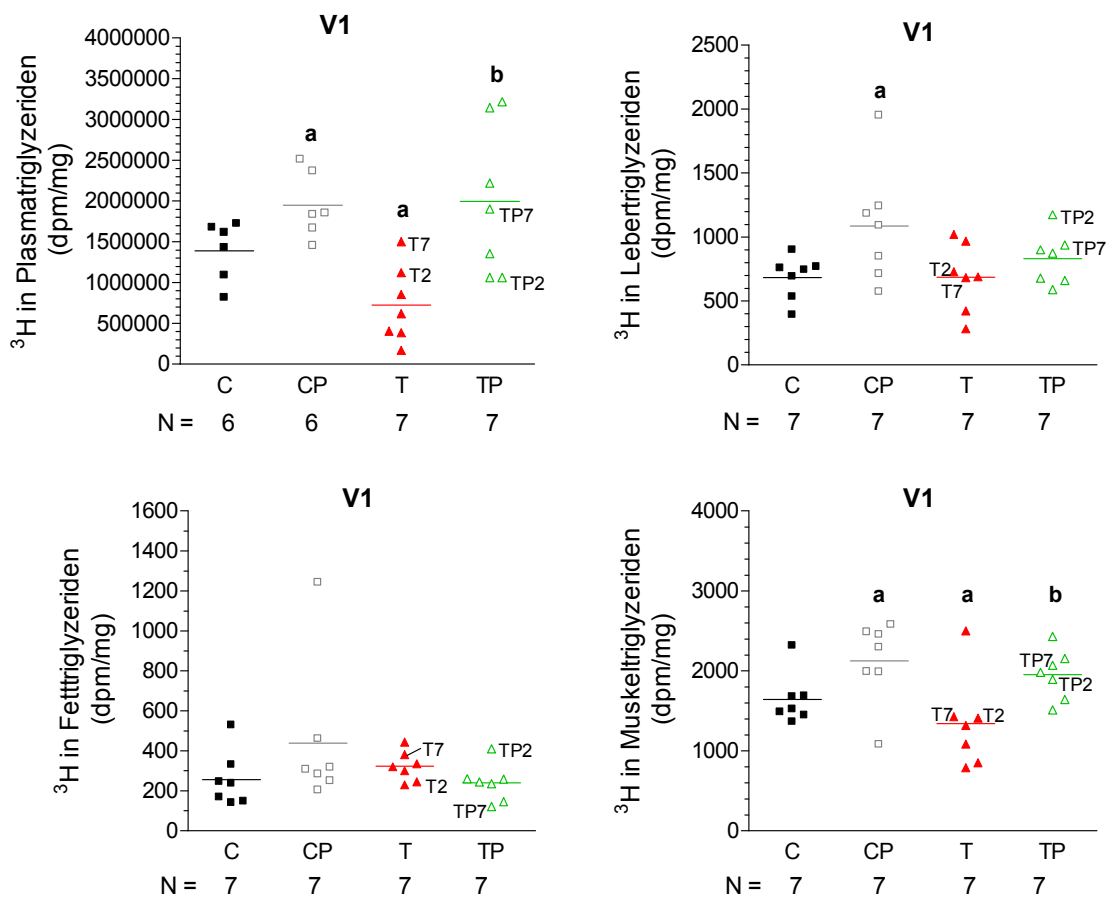 V1
³H in Plasmatriglyzeriden
(dpm/mg)
4000000
3500000
3000000
2500000
2000000
1500000
1000000
500000
0
a
a
b
T7
T2
TP7
TP2
C CP T TP
N = 6 6 7 7
V1
³H in Lebertriglyzeriden
(dpm/mg)
2500
2000
1500
1000
500
0
a
T2
T7
TP2
TP7
C CP T TP
N = 7 7 7 7
V1
³H in Fetttriglyzeriden
(dpm/mg)
1600
1400
1200
1000
800
600
400
200
0
T7
T2
TP2
TP7
C CP T TP
N = 7 7 7 7
V1
³H in Muskeltriglyzeriden
(dpm/mg)
4000
3000
2000
1000
0
a a b
T7 T2
TP7
TP2
C CP T TP
N = 7 7 7 7